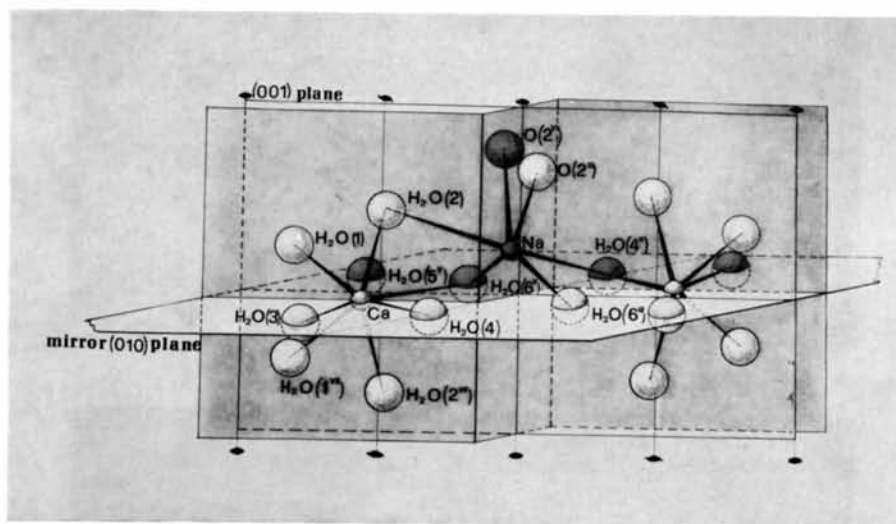 (001) plane
O(2')
O(2'')
H₂O(2)
H₂O(1)
Na
H₂O(4'')
H₂O(5'')
H₂O(6')
Ca
H₂O(3)
H₂O(4)
H₂O(6'')
mirror (010) plane
H₂O(2''')